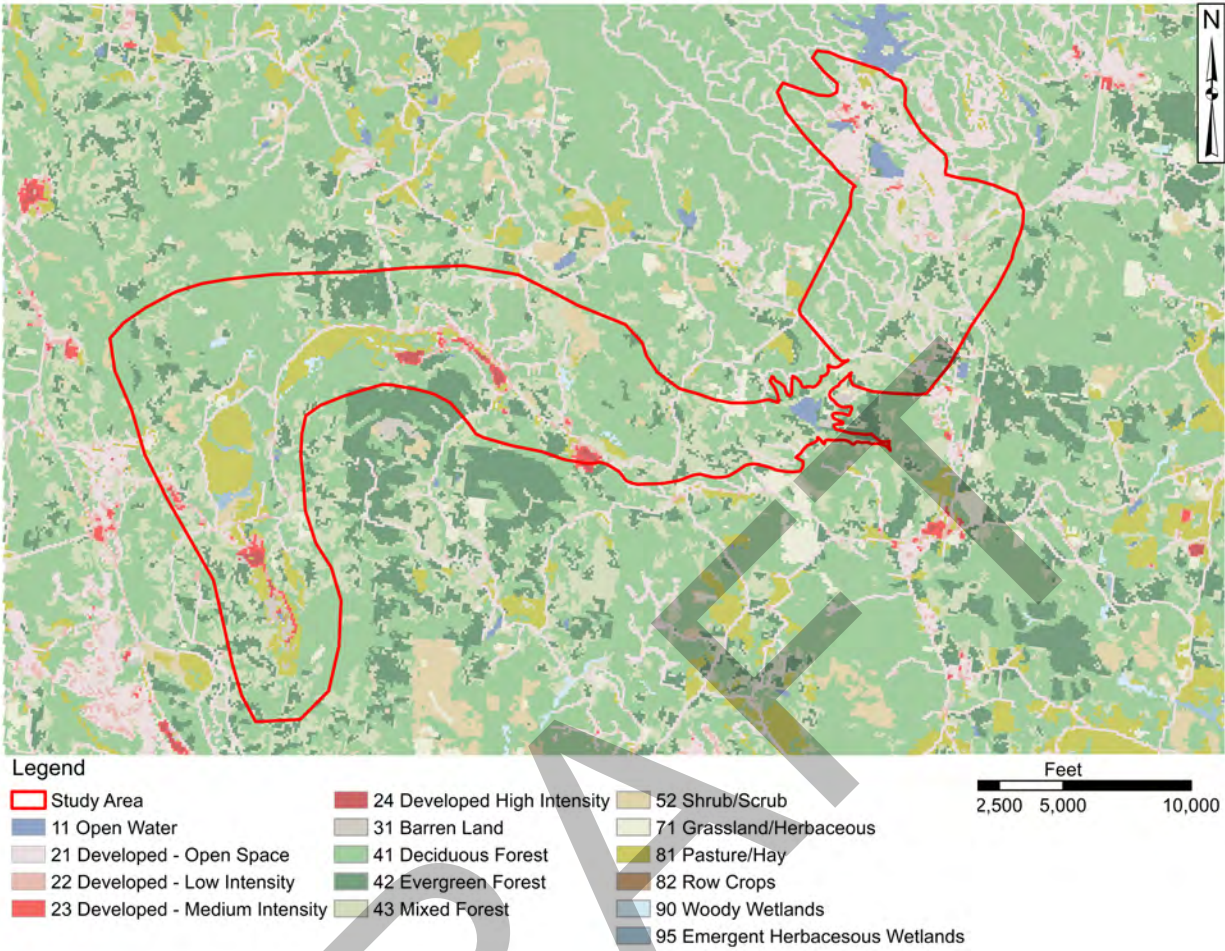 N
Legend
Study Area
11 Open Water
21 Developed - Open Space
22 Developed - Low Intensity
23 Developed - Medium Intensity
24 Developed High Intensity
31 Barren Land
41 Deciduous Forest
42 Evergreen Forest
43 Mixed Forest
52 Shrub/Scrub
71 Grassland/Herbaceous
81 Pasture/Hay
82 Row Crops
90 Woody Wetlands
95 Emergent Herbacesous Wetlands
Feet
2,500 5,000 10,000
DRAFT